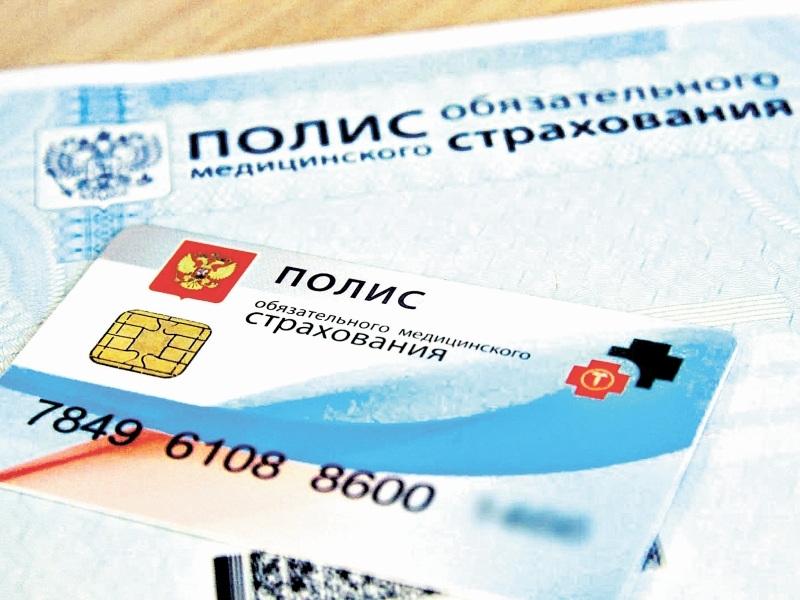 ПОЛИС обязательного
медицинского страхования
ПОЛИС
обязательного медицинского
страхования
7849 6108 8600